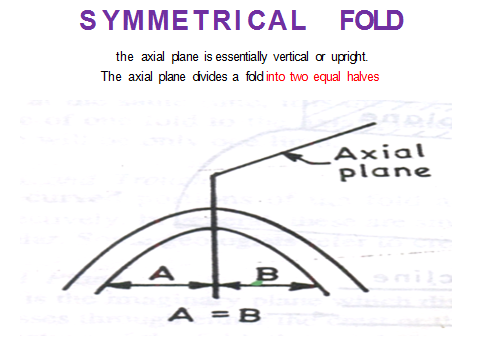 SYMMETRICAL FOLD
the axial plane is essentially vertical or upright.
The axial plane divides a fold into two equal halves
Axial
plane
A B
A = B